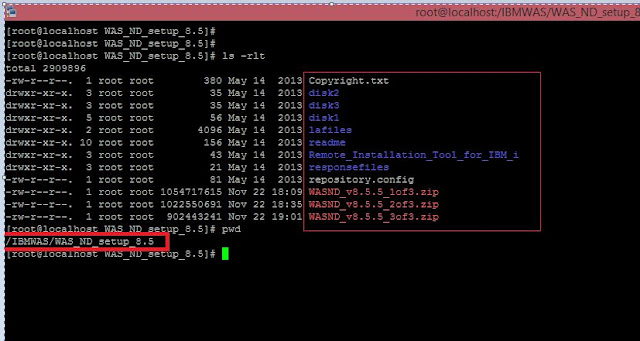 root@localhost:/IBMWAS/WAS_ND_setup_8.5
[root@localhost WAS_ND_setup_8.5]#
[root@localhost WAS_ND_setup_8.5]#
[root@localhost WAS_ND_setup_8.5]# ls -rlt
total 2909896
-rw-r--r--. 1 root root 380 May 14 2013 Copyright.txt
drwxr-xr-x. 3 root root 35 May 14 2013 disk2
drwxr-xr-x. 3 root root 35 May 14 2013 disk3
drwxr-xr-x. 5 root root 56 May 14 2013 disk1
drwxr-xr-x. 2 root root 4096 May 14 2013 lafiles
drwxr-xr-x. 10 root root 156 May 14 2013 readme
drwxr-xr-x. 3 root root 43 May 14 2013 Remote_Installation_Tool_for_IBM_i
drwxr-xr-x. 3 root root 21 May 14 2013 responsefiles
-rw-r--r--. 1 root root 81 May 14 2013 repository.config
-rw-r--r--. 1 root root 1054717615 Nov 22 18:09 WASND_v8.5.5_1of3.zip
-rw-r--r--. 1 root root 1022550691 Nov 22 18:35 WASND_v8.5.5_2of3.zip
-rw-r--r--. 1 root root 902443241 Nov 22 19:01 WASND_v8.5.5_3of3.zip
[root@localhost WAS_ND_setup_8.5]# pwd
/IBMWAS/WAS_ND_setup_8.5
[root@localhost WAS_ND_setup_8.5]#